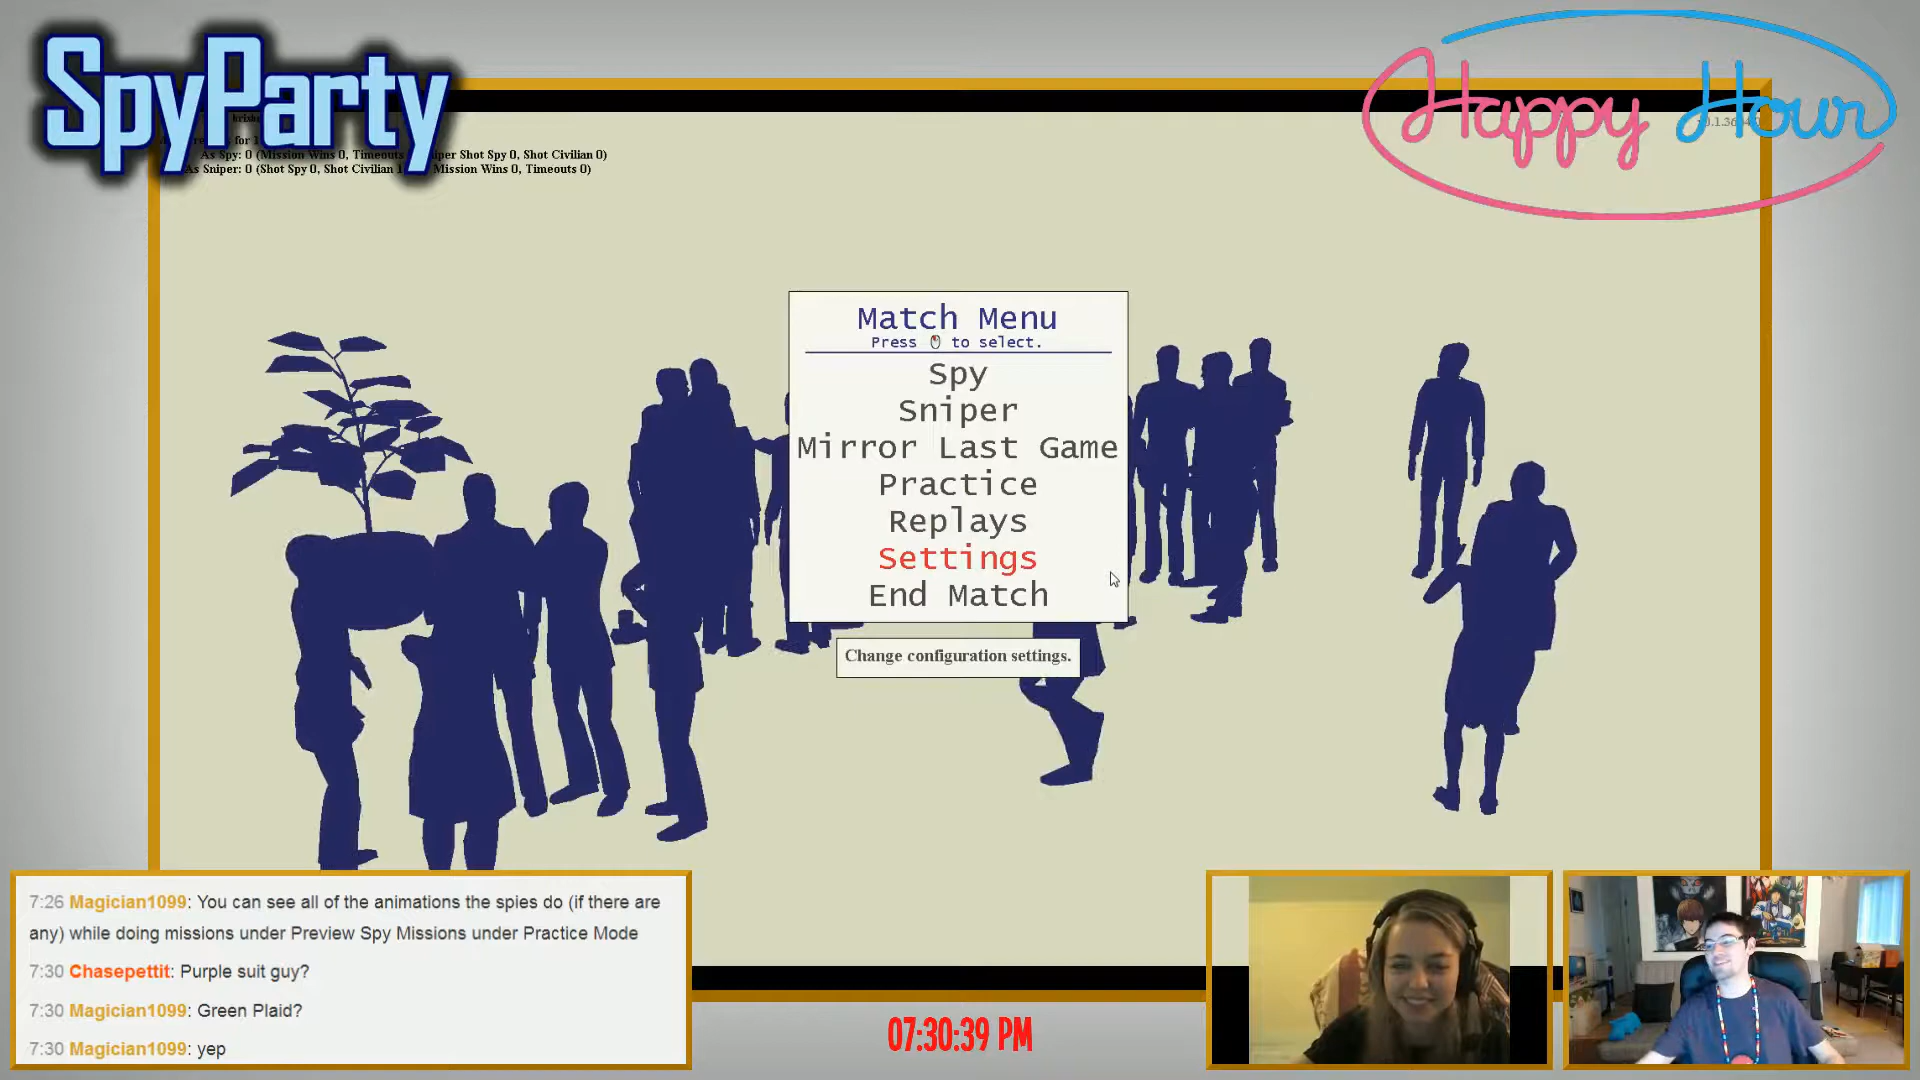 SpyParty
Happy Hour
As Spy: 0 (Mission Wins 0, Timeouts Sniper Shot Spy 0, Shot Civilian 0)
As Sniper: 0 (Shot Spy 0, Shot Civilian 1 Mission Wins 0, Timeouts 0)
Match Menu
Press to select.
Spy
Sniper
Mirror Last Game
Practice
Replays
Settings
End Match
Change configuration settings.
7:26 Magician1099: You can see all of the animations the spies do (if there are
any) while doing missions under Preview Spy Missions under Practice Mode
7:30 Chasepettit: Purple suit guy?
7:30 Magician1099: Green Plaid?
7:30 Magician1099: yep
07:30:39 PM